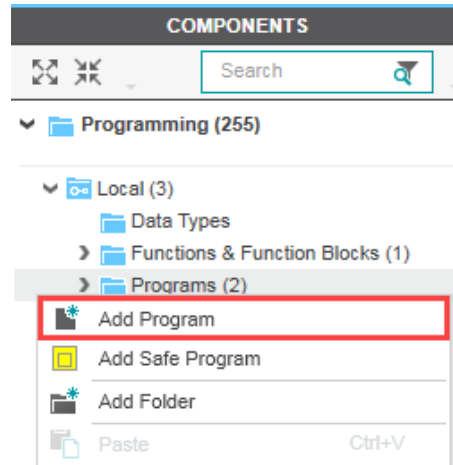 COMPONENTS
Search
Programming (255)
Local (3)
Data Types
Functions & Function Blocks (1)
Programs (2)
Add Program
Add Safe Program
Add Folder
Paste Ctrl+V